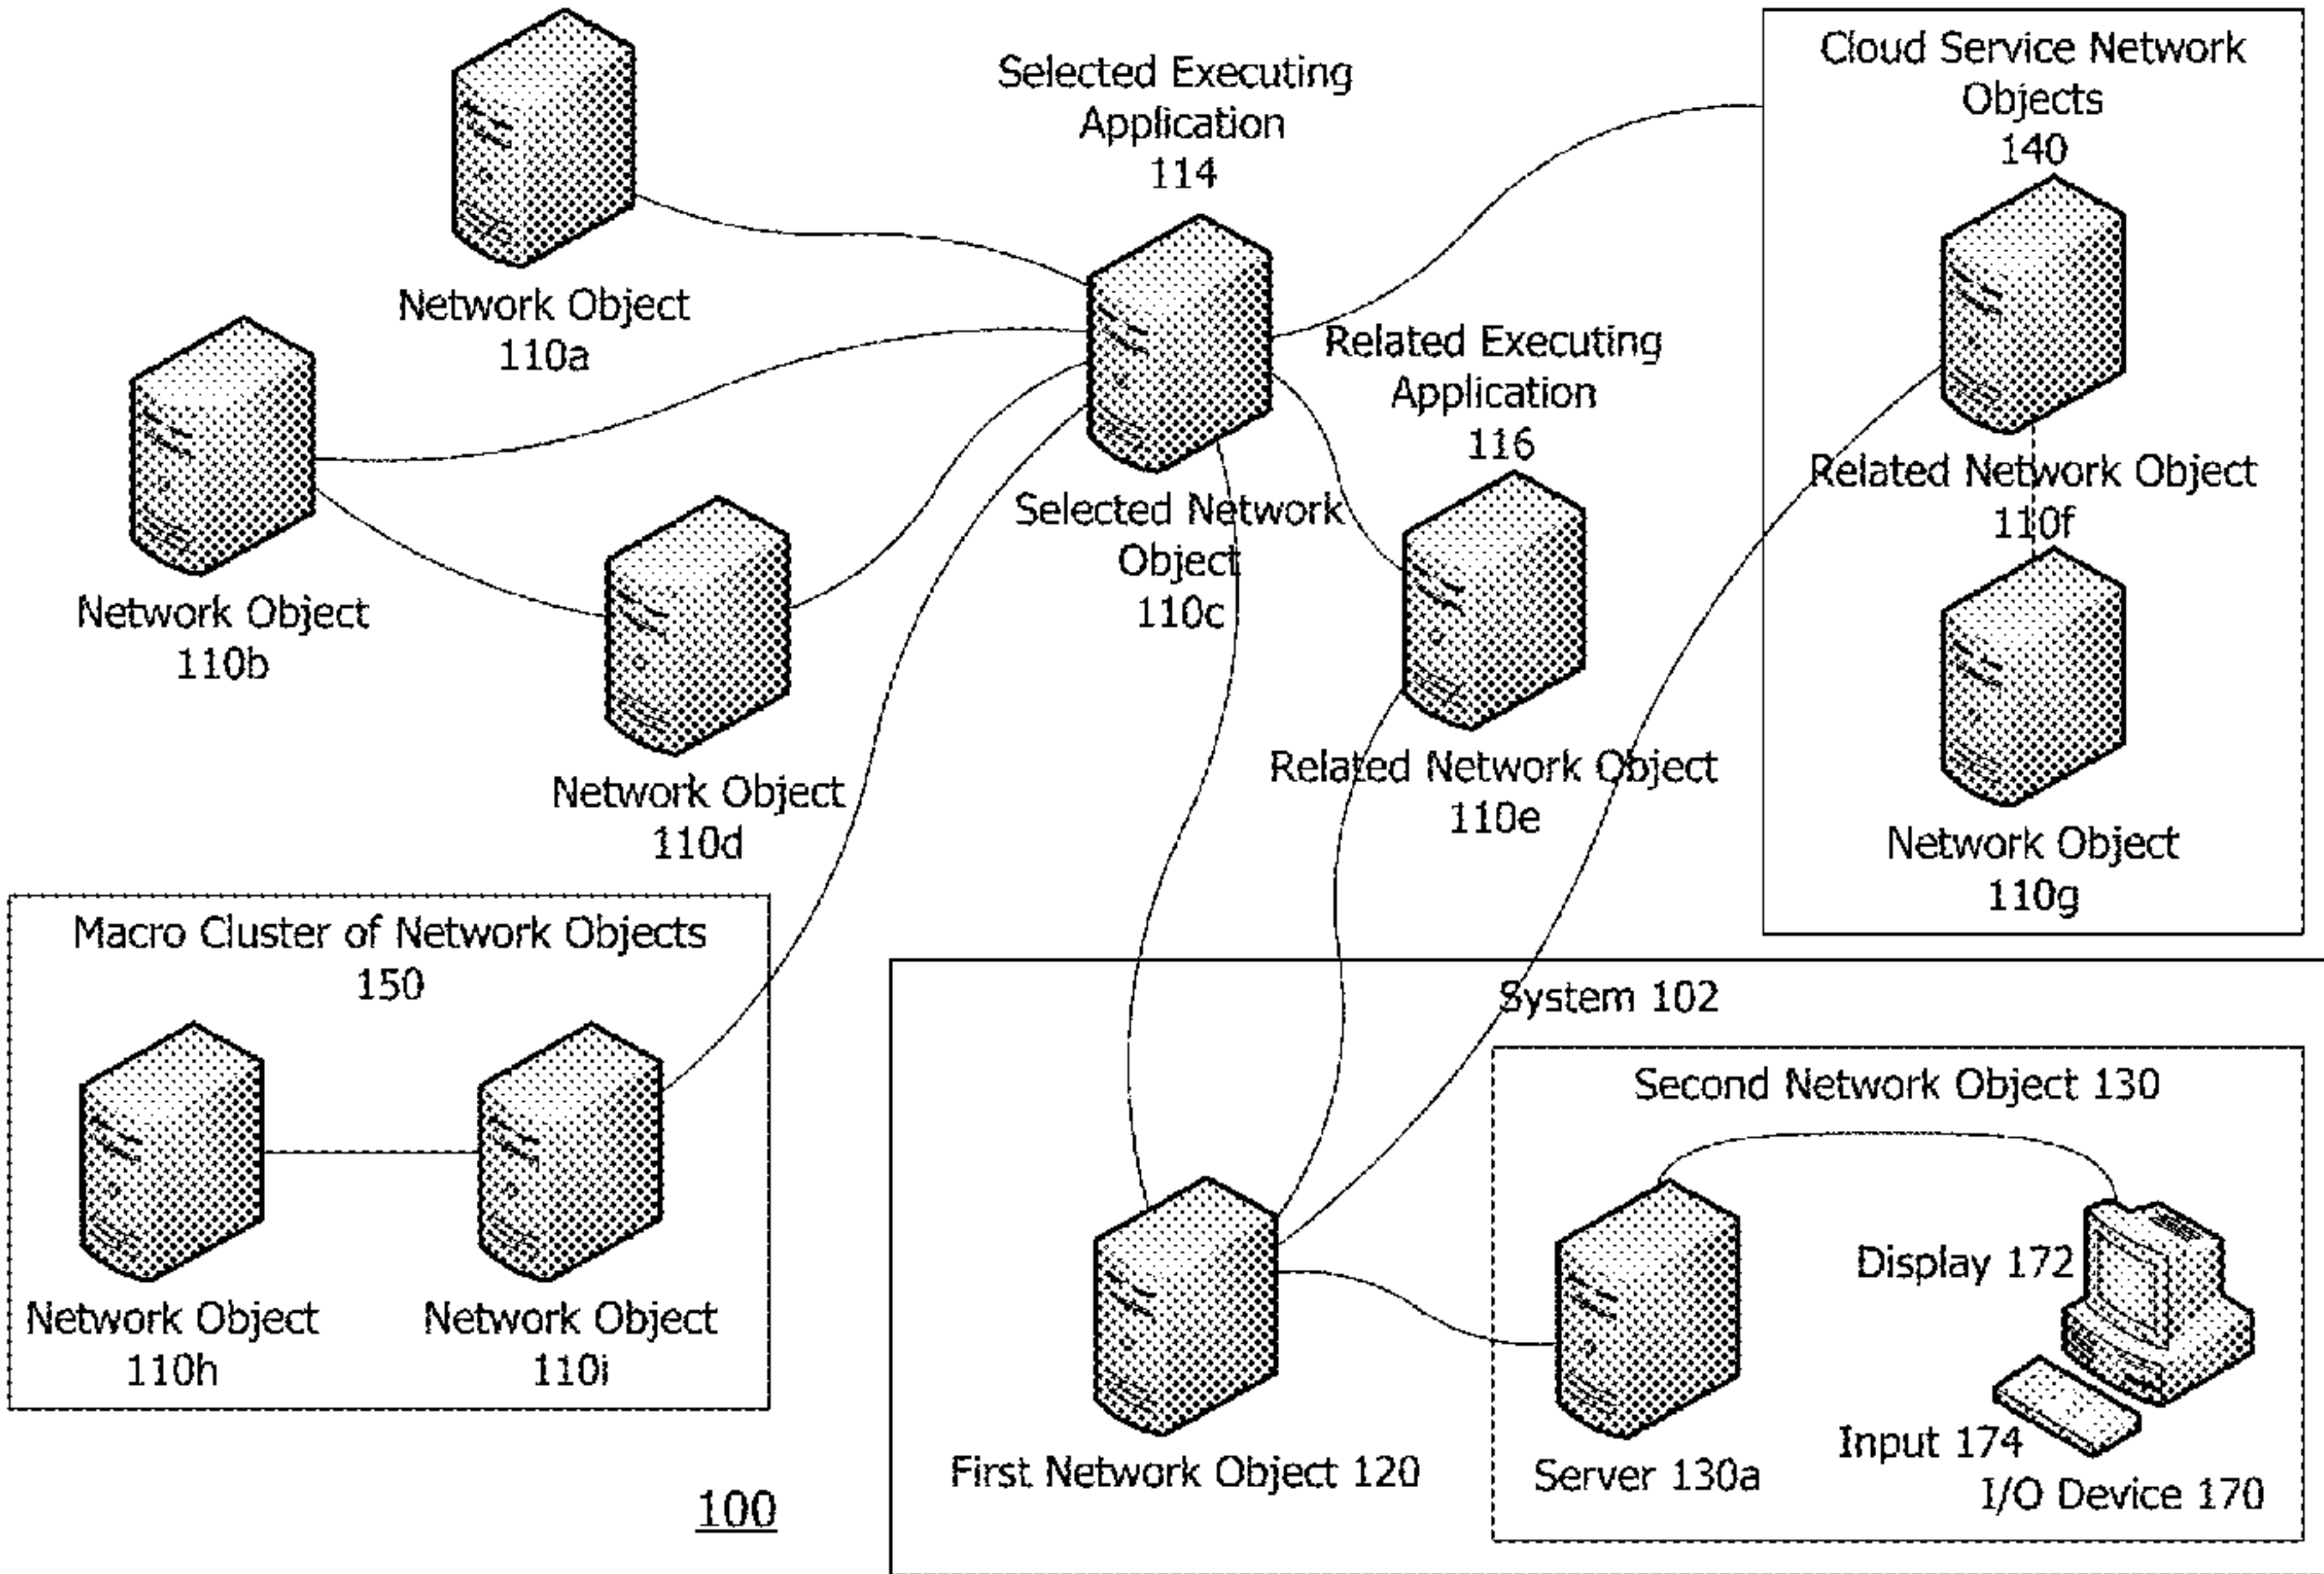 Selected Executing
Application
114
Cloud Service Network
Objects
140
Network Object
110a
Related Executing
Application
116
Related Network Object
110f
Selected Network
Object
110c
Network Object
110b
Network Object
110d
Related Network Object
110e
Network Object
110g
Macro Cluster of Network Objects
150
System 102
Second Network Object 130
Display 172
Network Object
110h
Network Object
110i
Input 174
First Network Object 120
Server 130a
I/O Device 170
100